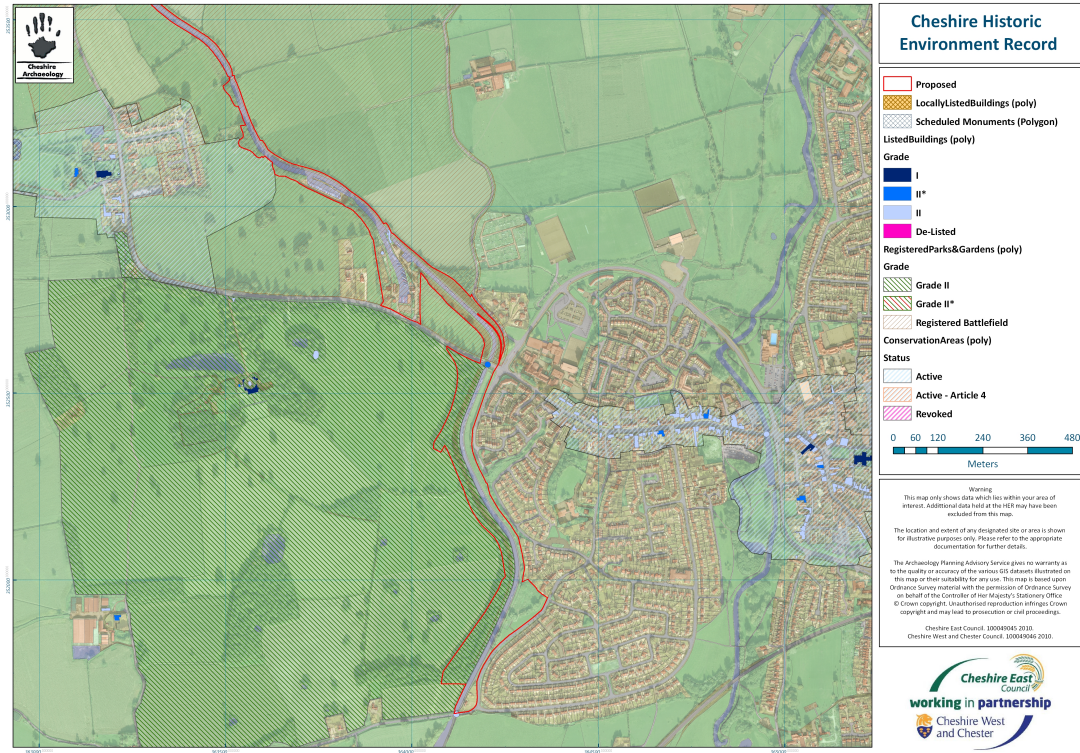 Cheshire
Archaeology
Cheshire Historic
Environment Record
Proposed
LocallyListedBuildings (poly)
Scheduled Monuments (Polygon)
ListedBuildings (poly)
Grade
I
II*
II
De-Listed
RegisteredParks&Gardens (poly)
Grade
Grade II
Grade II*
Registered Battlefield
ConservationAreas (poly)
Status
Active
Active - Article 4
Revoked
0 60 120 240 360 480
Meters
Warning
This map only shows data which lies within your area of
interest. Additional data held at the HER may have been
excluded from this map.
The location and extent of any designated site or area is shown
for illustrative purposes only. Please refer to the appropriate
documentation for further details.
The Archaeology Planning Advisory Service gives no warranty as
to the quality or accuracy of the various GIS datasets illustrated on
this map or their suitability for any use. This map is based upon
Ordnance Survey material with the permission of Ordnance Survey
on behalf of the Controller of Her Majesty's Stationery Office
© Crown copyright. Unauthorised reproduction infringes Crown
copyright and may lead to prosecution or civil proceedings.
Cheshire East Council. 100049045 2010.
Cheshire West and Chester Council. 100049046 2010.
Cheshire East
Council
working in partnership
Cheshire West
and Chester